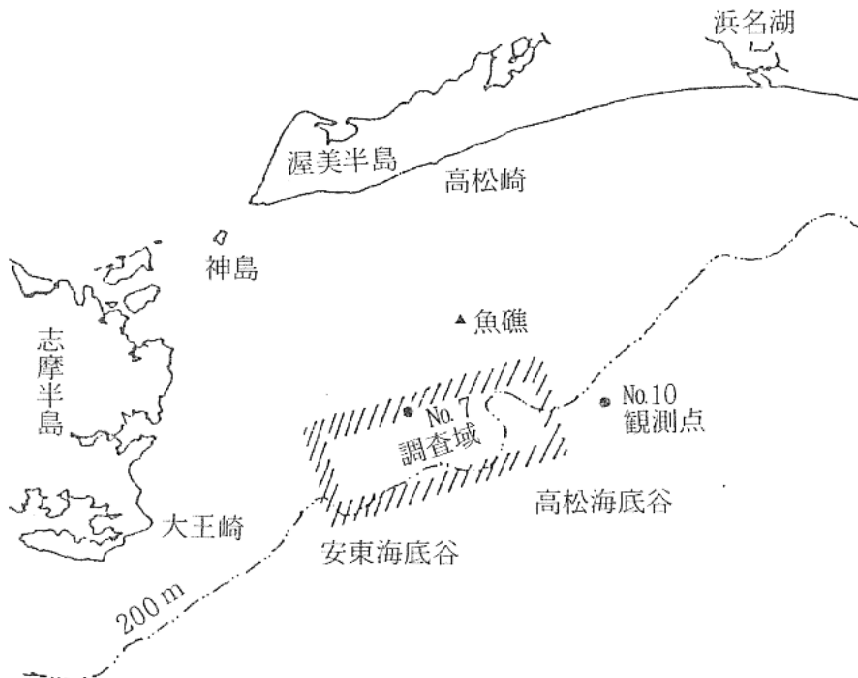 浜名湖
渥美半島
高松崎
神島
志摩半島
魚礁
No.7
調査域
No.10
観測点
大王崎
高松海底谷
安東海底谷
200m